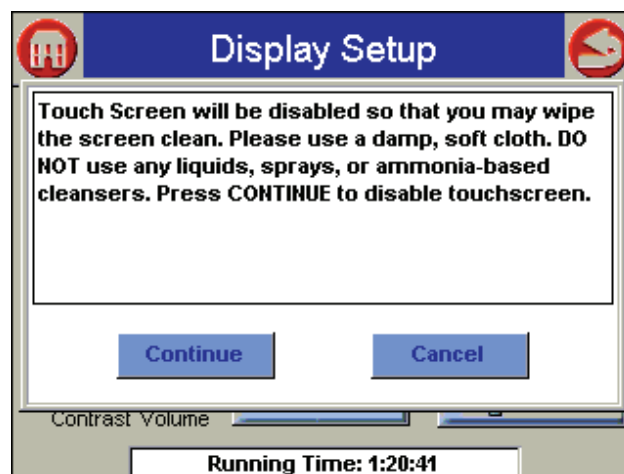 Display Setup
Touch Screen will be disabled so that you may wipe
the screen clean. Please use a damp, soft cloth. DO
NOT use any liquids, sprays, or ammonia-based
cleansers. Press CONTINUE to disable touchscreen.
Continue
Cancel
Contrast Volume
Running Time: 1:20:41